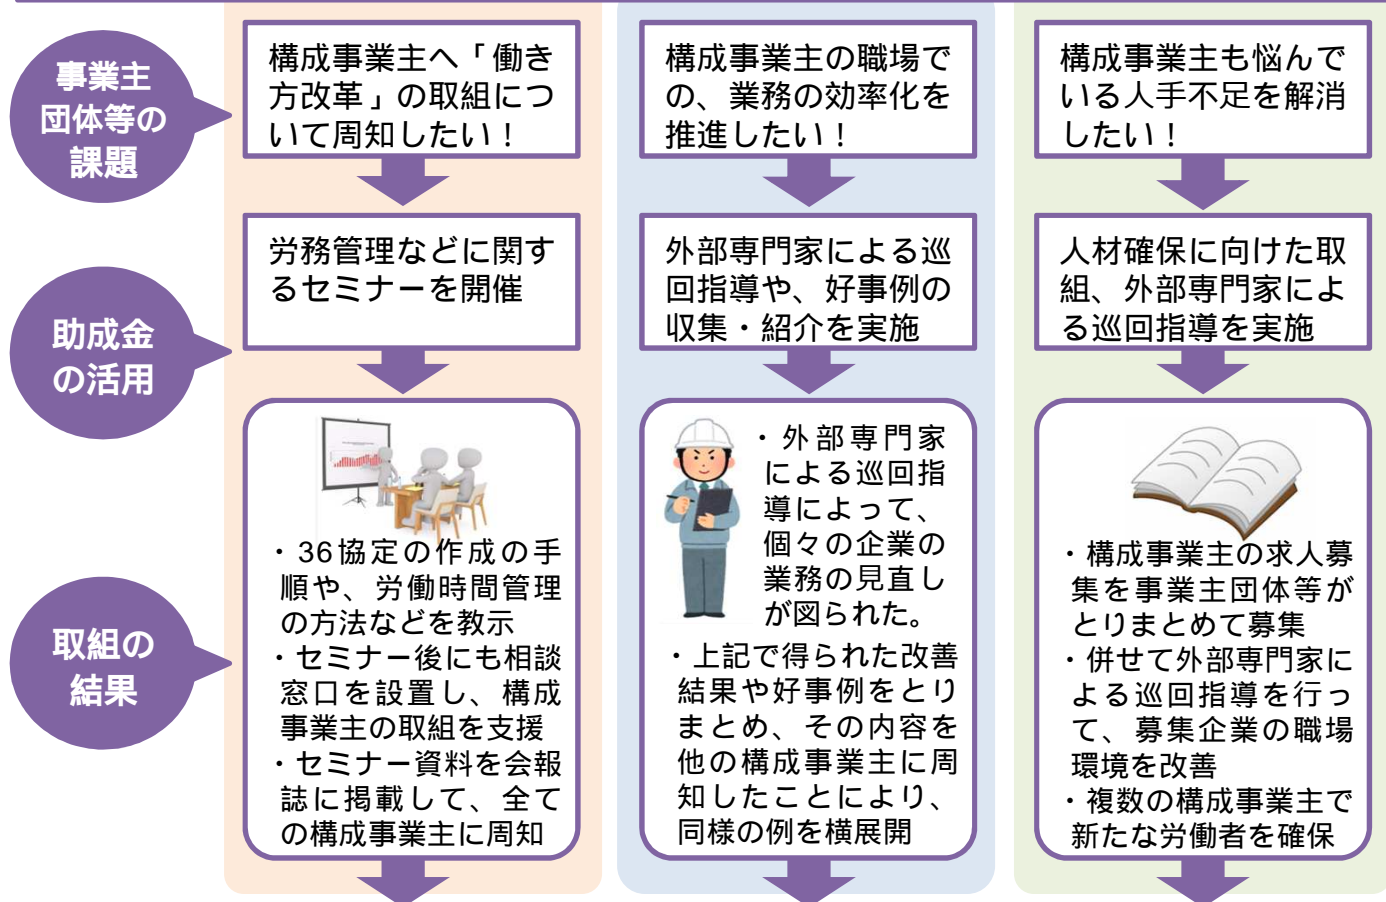 事業主
団体等の
課題
構成事業主へ「働き
方改革」の取組につ
いて周知したい！
構成事業主の職場で
の、業務の効率化を
推進したい！
構成事業主も悩んで
いる人手不足を解消
したい！
助成金
の活用
労務管理などに関す
るセミナーを開催
外部専門家による巡
回指導や、好事例の
収集・紹介を実施
人材確保に向けた取
組、外部専門家によ
る巡回指導を実施
取組の
結果
・36協定の作成の手
順や、労働時間管理
の方法などを教示
・セミナー後にも相談
窓口を設置し、構成
事業主の取組を支援
・セミナー資料を会報
誌に掲載して、全て
の構成事業主に周知
・外部専門家
による巡回指
導によって、
個々の企業の
業務の見直し
が図られた。
・上記で得られた改善
結果や好事例をとり
まとめ、その内容を
他の構成事業主に周
知したことにより、
同様の例を横展開
・構成事業主の求人募
集を事業主団体等が
とりまとめて募集
・併せて外部専門家に
よる巡回指導を行っ
て、募集企業の職場
環境を改善
・複数の構成事業主で
新たな労働者を確保